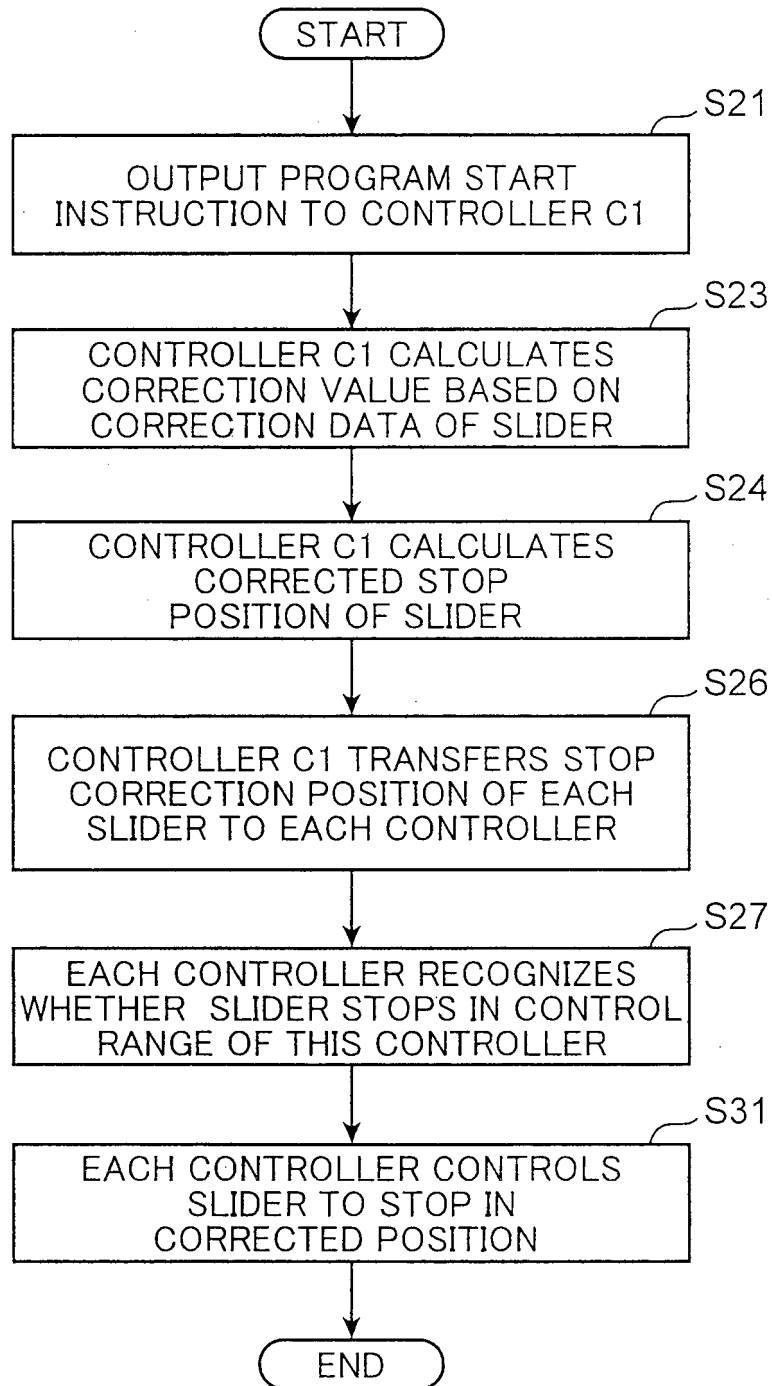 START
S21
OUTPUT PROGRAM START
INSTRUCTION TO CONTROLLER C1
S23
CONTROLLER C1 CALCULATES
CORRECTION VALUE BASED ON
CORRECTION DATA OF SLIDER
S24
CONTROLLER C1 CALCULATES
CORRECTED STOP
POSITION OF SLIDER
S26
CONTROLLER C1 TRANSFERS STOP
CORRECTION POSITION OF EACH
SLIDER TO EACH CONTROLLER
S27
EACH CONTROLLER RECOGNIZES
WHETHER SLIDER STOPS IN CONTROL
RANGE OF THIS CONTROLLER
S31
EACH CONTROLLER CONTROLS
SLIDER TO STOP IN
CORRECTED POSITION
END